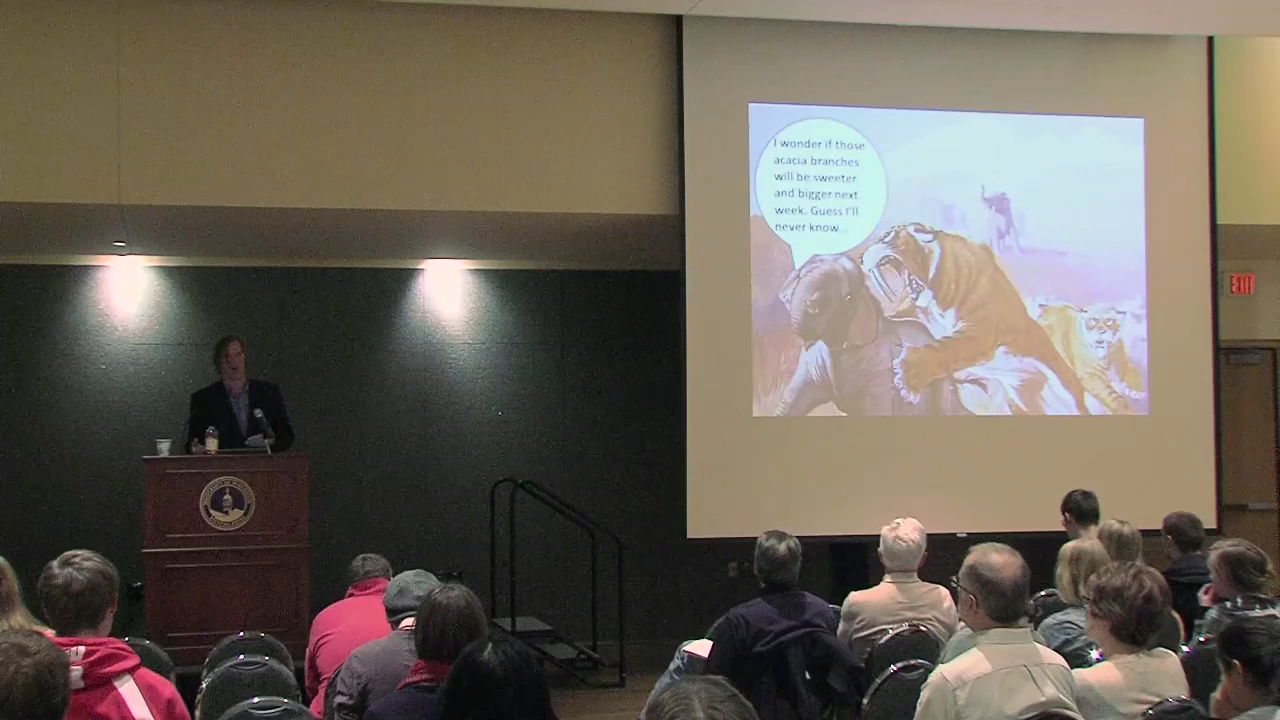 I wonder if those
acacia branches
will be sweeter
and bigger next
week. Guess I'll
never know...
EXIT